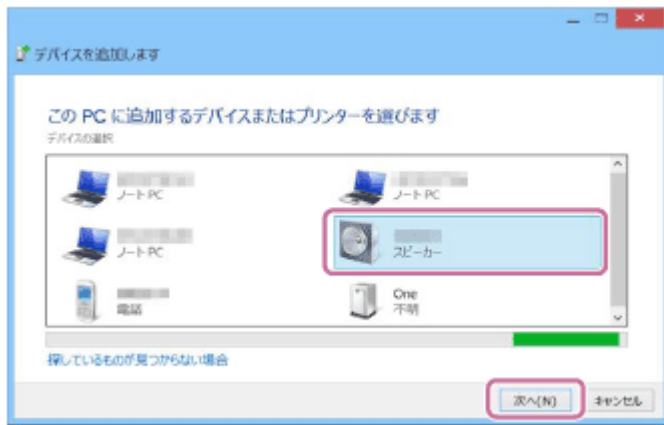 デバイスを追加します
この PC に追加するデバイスまたはプリンターを選びます
デバイスの選択
ノート PC
ノート PC
ノート PC
スピーカー
電話
One
不明
探しているものが見つからない場合
次へ(N)
キャンセル